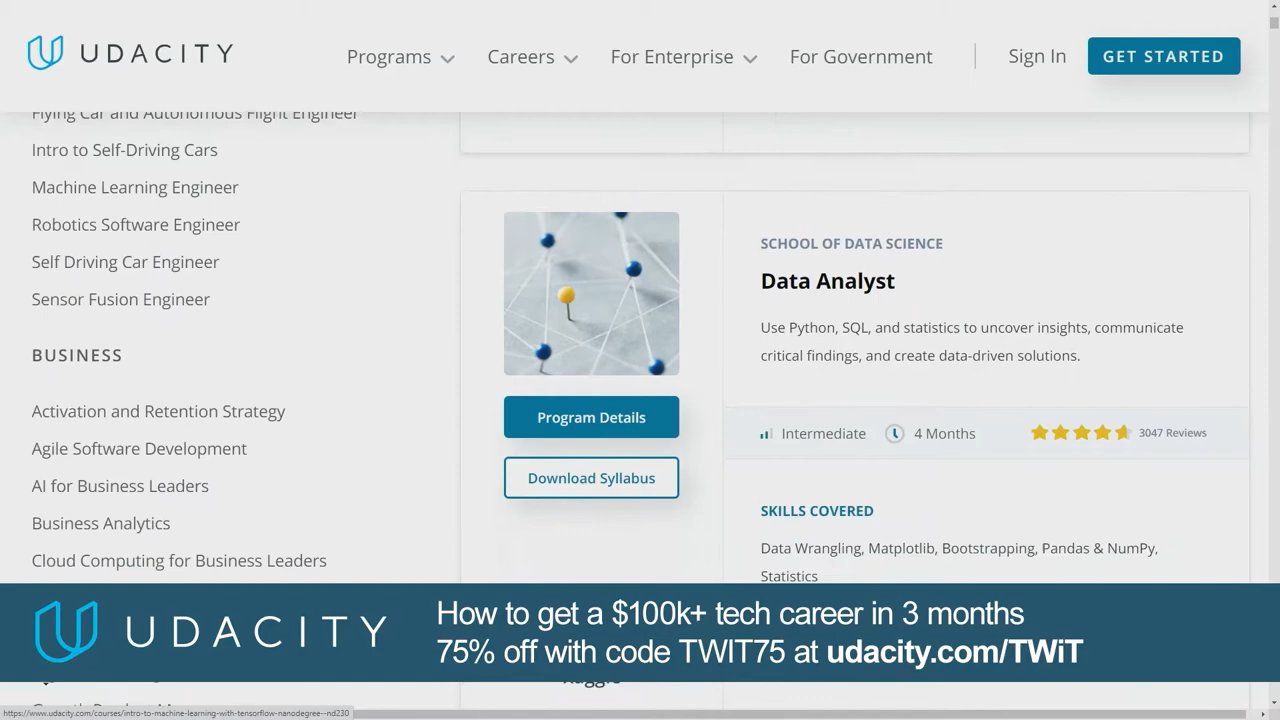 UDACITY
Programs
Careers
For Enterprise
For Government
Sign In
GET STARTED
Flying Car and Autonomous Flight Engineer
Intro to Self-Driving Cars
Machine Learning Engineer
Robotics Software Engineer
Self Driving Car Engineer
Sensor Fusion Engineer
BUSINESS
Activation and Retention Strategy
Agile Software Development
AI for Business Leaders
Business Analytics
Cloud Computing for Business Leaders
Program Details
Download Syllabus
SCHOOL OF DATA SCIENCE
Data Analyst
Use Python, SQL, and statistics to uncover insights, communicate
critical findings, and create data-driven solutions.
Intermediate
4 Months
3047 Reviews
SKILLS COVERED
Data Wrangling, Matplotlib, Bootstrapping, Pandas & NumPy,
Statistics
UDACITY
How to get a $100k+ tech career in 3 months
75% off with code TWIT75 at udacity.com/TWiT
https://www.udacity.com/courses/intro-to-machine-learning-with-tensorflow-nanodegree--nd230